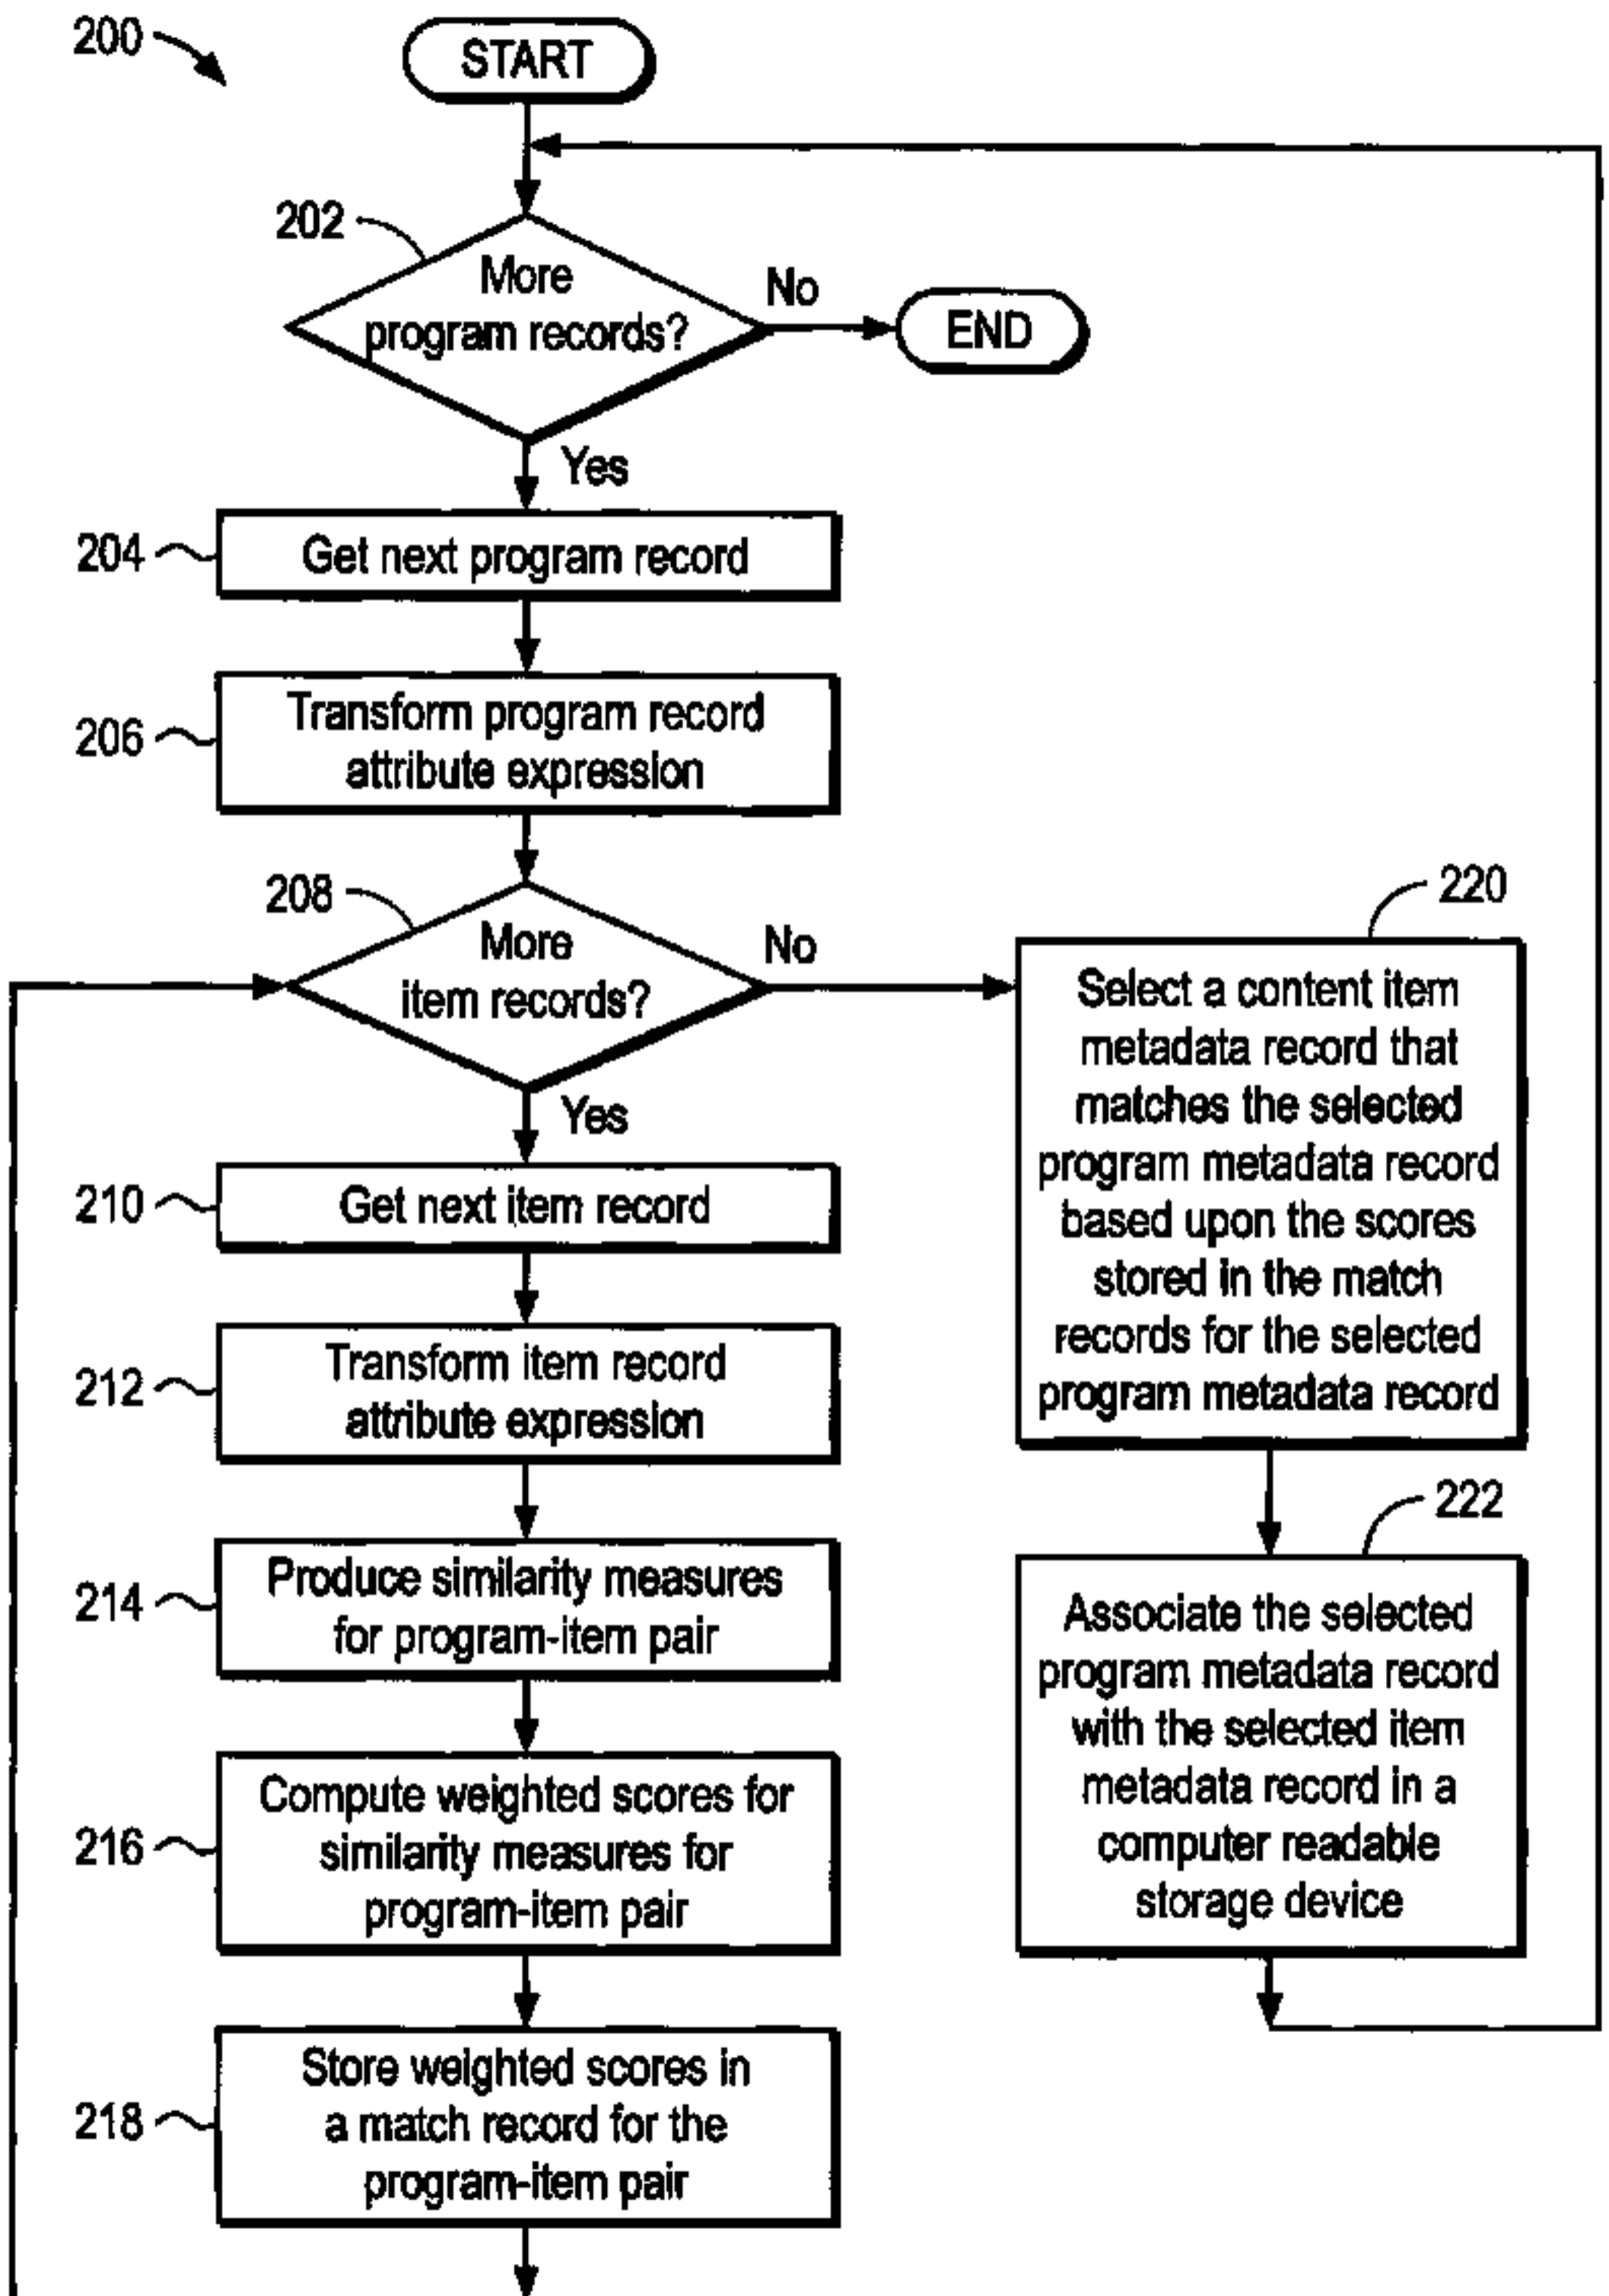 200
START
202
More
program records?
No
END
Yes
204
Get next program record
206
Transform program record
attribute expression
208
More
item records?
No
Yes
210
Get next item record
212
Transform item record
attribute expression
214
Produce similarity measures
for program-item pair
216
Compute weighted scores for
similarity measures for
program-item pair
218
Store weighted scores in
a match record for the
program-item pair
220
Select a content item
metadata record that
matches the selected
program metadata record
based upon the scores
stored in the match
records for the selected
program metadata record
222
Associate the selected
program metadata record
with the selected item
metadata record in a
computer readable
storage device